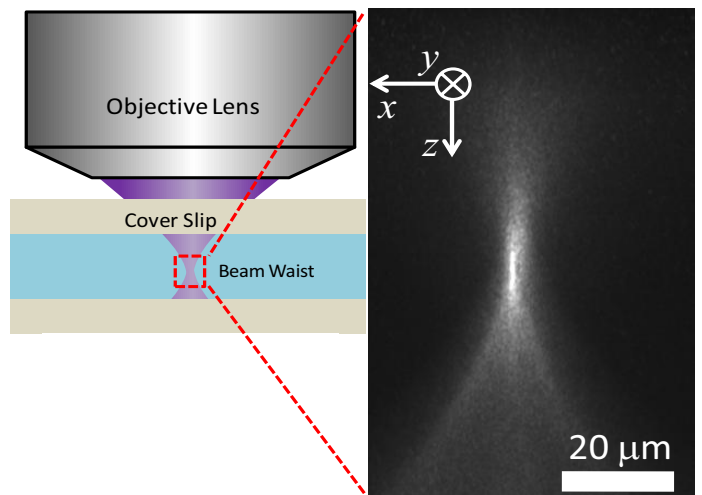 Objective Lens
Cover Slip
Beam Waist
y
x
z
20 μm